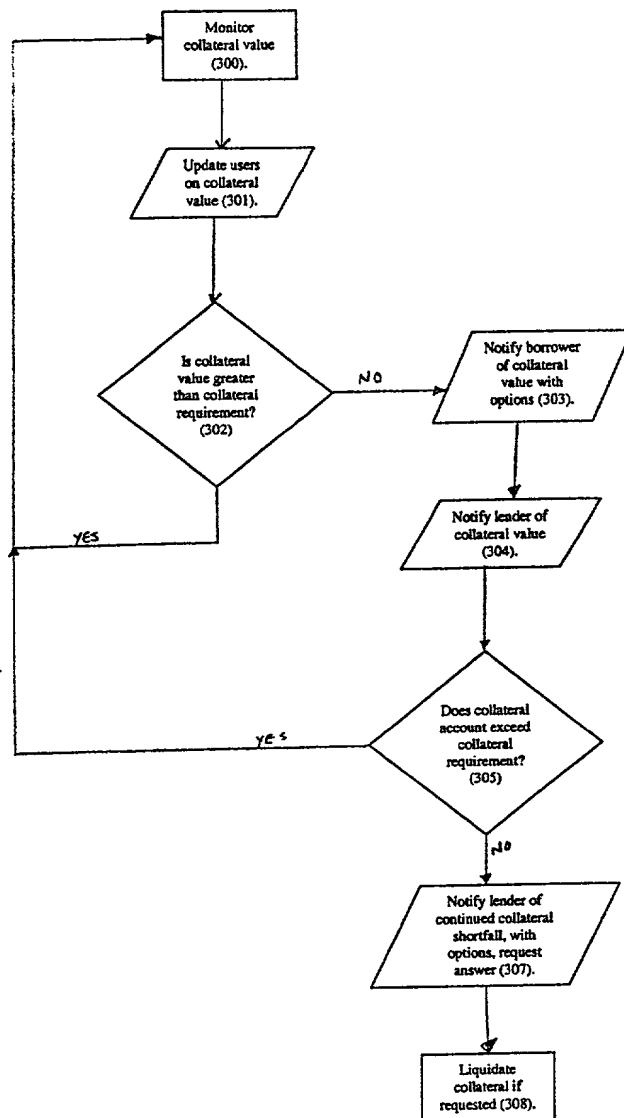 Monitor
collateral value
(300).
Update users
on collateral
value (301).
Is collateral
value greater
than collateral
requirement?
(302)
NO
Notify borrower
of collateral
value with
options (303).
YES
Notify lender of
collateral value
(304).
Does collateral
account exceed
collateral
requirement?
(305)
YES
NO
Notify lender of
continued collateral
shortfall, with
options, request
answer (307).
Liquidate
collateral if
requested (308).